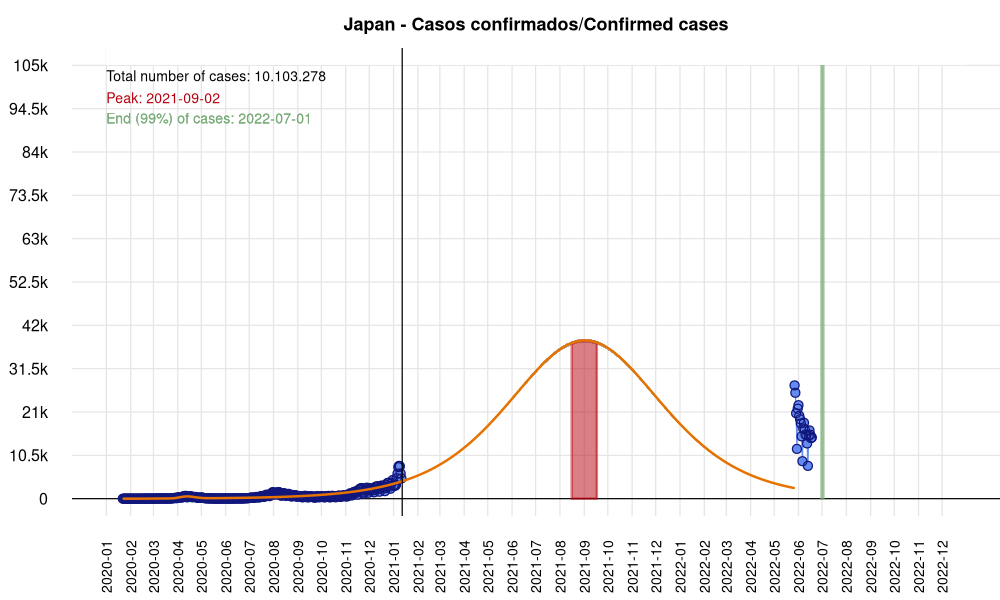 Japan - Casos confirmados/Confirmed cases
Total number of cases: 10.103.278
Peak: 2021-09-02
End (99%) of cases: 2022-07-01
105k
94.5k
84k
73.5k
63k
52.5k
42k
31.5k
21k
10.5k
0
2020-01
2020-02
2020-03
2020-04
2020-05
2020-06
2020-07
2020-08
2020-09
2020-10
2020-11
2020-12
2021-01
2021-02
2021-03
2021-04
2021-05
2021-06
2021-07
2021-08
2021-09
2021-10
2021-11
2021-12
2022-01
2022-02
2022-03
2022-04
2022-05
2022-06
2022-07
2022-08
2022-09
2022-10
2022-11
2022-12